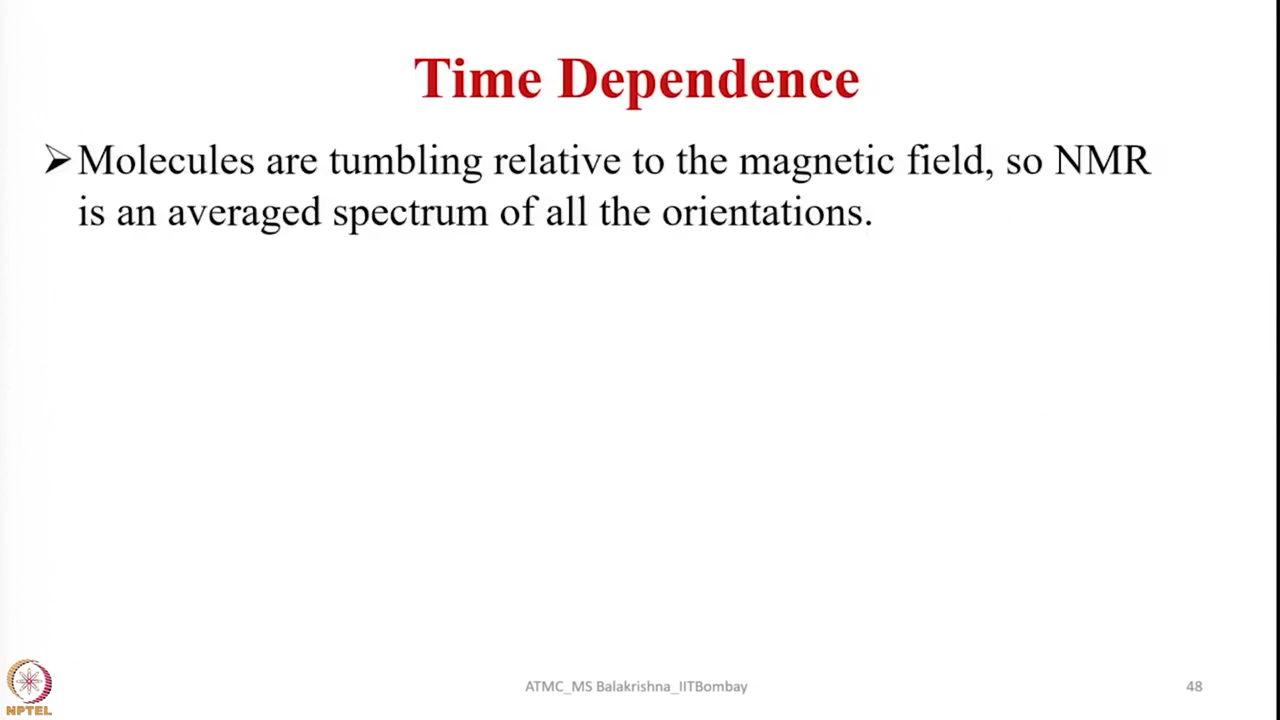 Time Dependence
➢Molecules are tumbling relative to the magnetic field, so NMR
is an averaged spectrum of all the orientations.
NPTEL
ATMC_MS Balakrishna_IITBombay
48